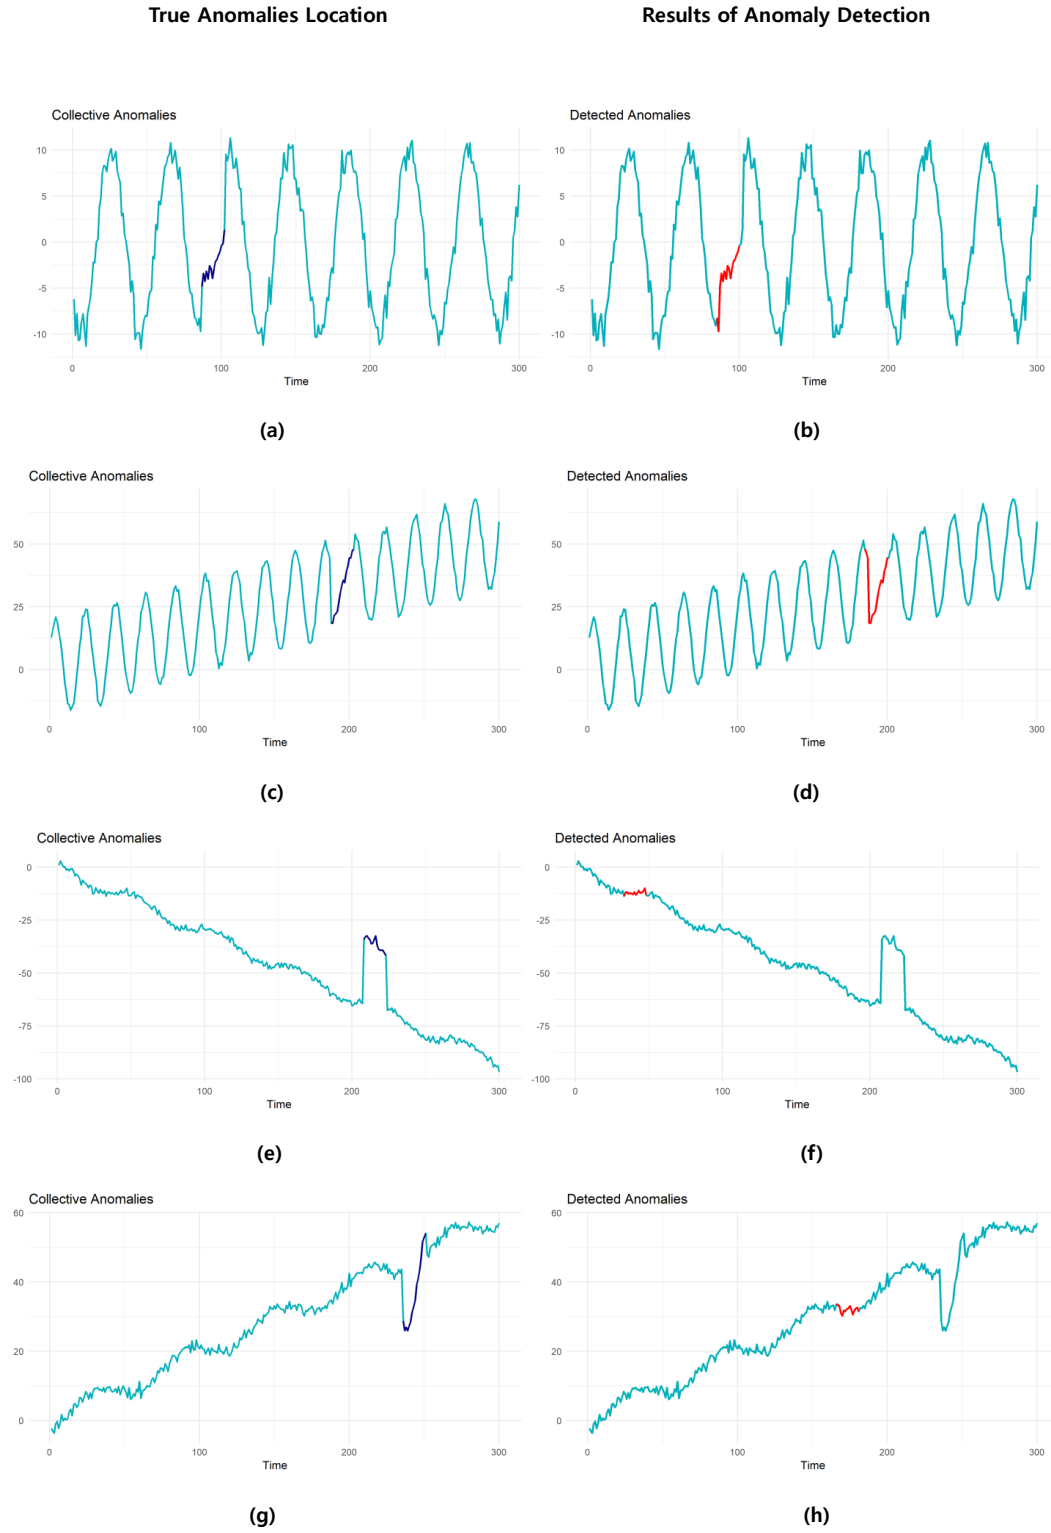 True Anomalies Location
Results of Anomaly Detection
Collective Anomalies
10
5
0
-5
-10
0
100
200
300
Time
(a)
Detected Anomalies
10
5
0
-5
-10
0
100
200
300
Time
(b)
Collective Anomalies
50
25
0
0
100
200
300
Time
(c)
Detected Anomalies
50
25
0
0
100
200
300
Time
(d)
Collective Anomalies
0
-25
-50
-75
-100
0
100
200
300
Time
(e)
Detected Anomalies
0
-25
-50
-75
-100
0
100
200
300
Time
(f)
Collective Anomalies
60
40
20
0
0
100
200
300
Time
(g)
Detected Anomalies
60
40
20
0
0
100
200
300
Time
(h)